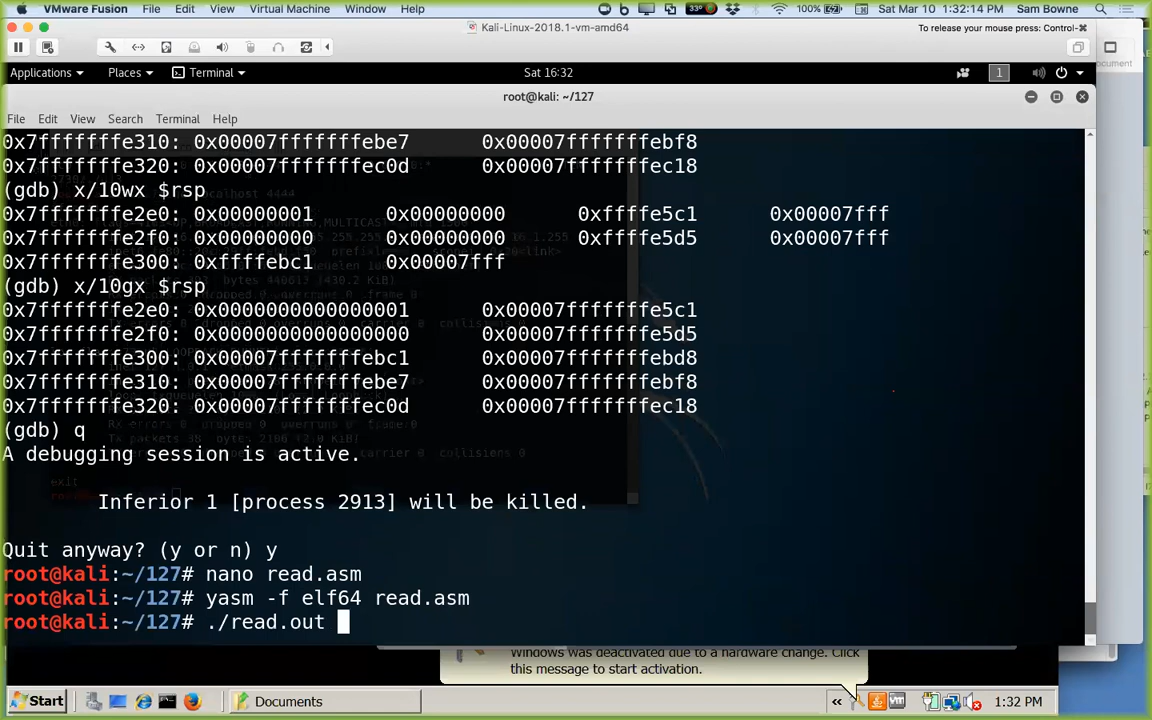 VMware Fusion File Edit View Virtual Machine Window Help 33° 100% Sat Mar 10 1:32:14 PM Sam Bowne
Kali-Linux-2018.1-vm-amd64 To release your mouse press: Control-⌘
Applications Places Terminal Sat 16:32 1
root@kali: ~/127
File Edit View Search Terminal Help
0x7fffffffe310: 0x00007fffffffebe7 0x00007fffffffebf8
0x7fffffffe320: 0x00007fffffffec0d 0x00007fffffffec18
(gdb) x/10wx $rsp
0x7fffffffe2e0: 0x00000001 0x00000000 0xffffe5c1 0x00007fff
0x7fffffffe2f0: 0x00000000 0x00000000 0xffffe5d5 0x00007fff
0x7fffffffe300: 0xffffebc1 0x00007fff
(gdb) x/10gx $rsp
0x7fffffffe2e0: 0x0000000000000001 0x00007fffffffe5c1
0x7fffffffe2f0: 0x0000000000000000 0x00007fffffffe5d5
0x7fffffffe300: 0x00007fffffffebc1 0x00007fffffffebd8
0x7fffffffe310: 0x00007fffffffebe7 0x00007fffffffebf8
0x7fffffffe320: 0x00007fffffffec0d 0x00007fffffffec18
(gdb) q
A debugging session is active.
Inferior 1 [process 2913] will be killed.
Quit anyway? (y or n) y
root@kali:~/127# nano read.asm
root@kali:~/127# yasm -f elf64 read.asm
root@kali:~/127# ./read.out
Windows was deactivated due to a hardware change. Click
this message to start activation.
Start Documents « 1:32 PM